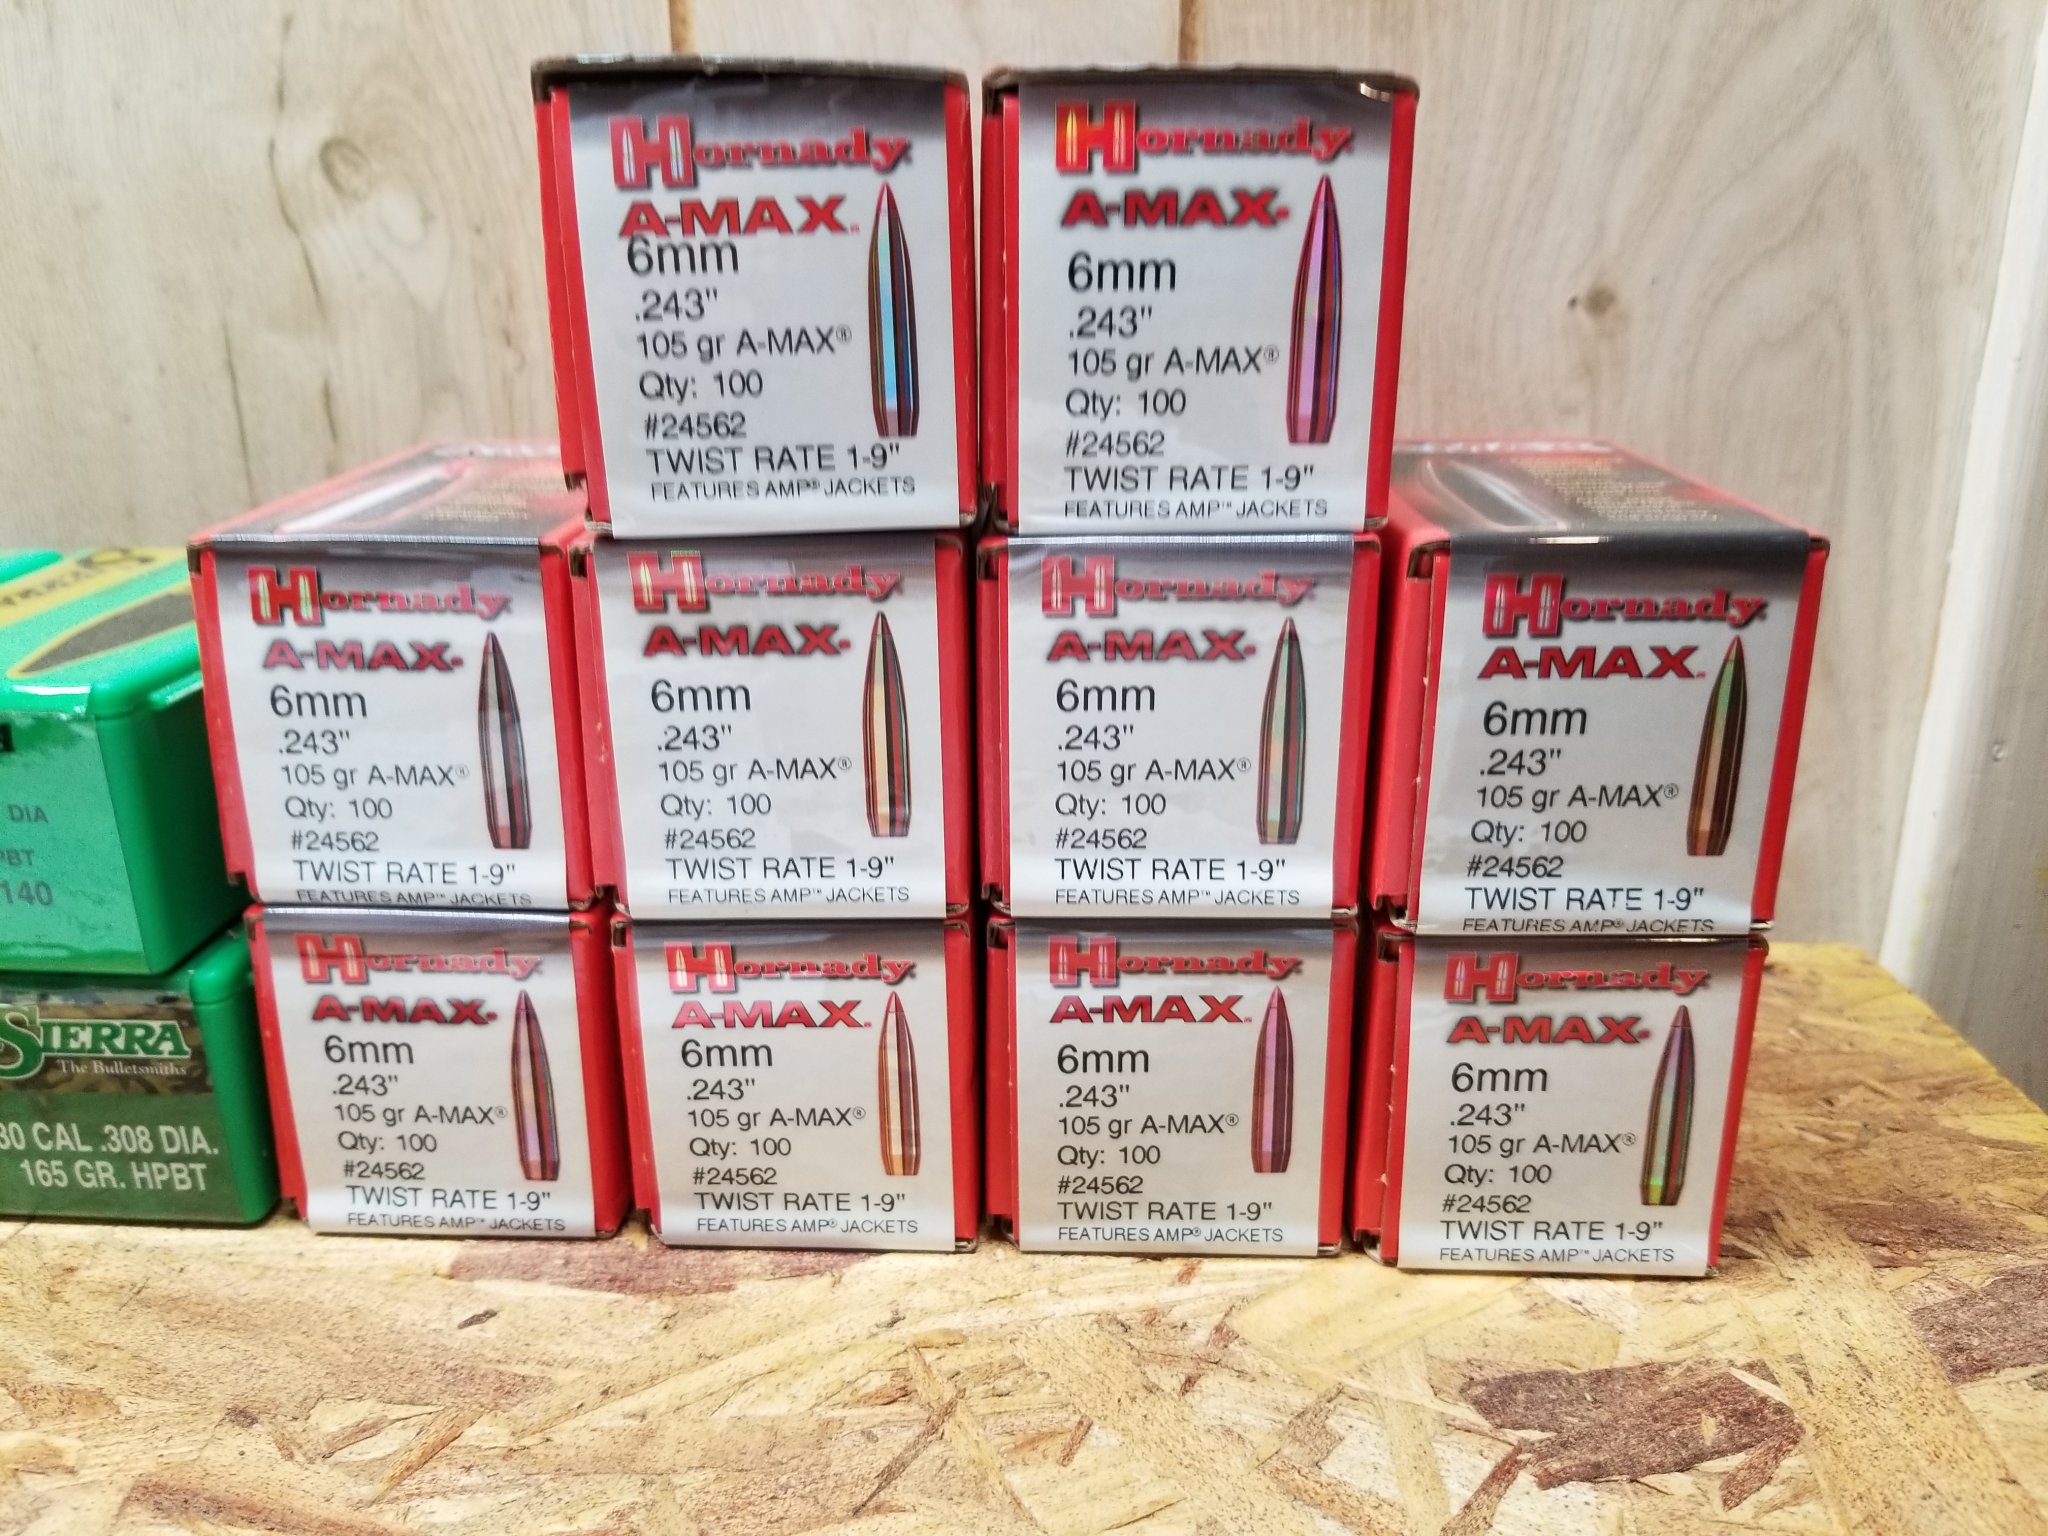 Hornady
A-MAX
6mm
.243"
105 gr A-MAX®
Qty: 100
#24562
TWIST RATE 1-9"
FEATURES AMP® JACKETS
Hornady
A-MAX
6mm
.243"
105 gr A-MAX®
Qty: 100
#24562
TWIST RATE 1-9"
FEATURES AMP™ JACKETS
Hornady
A-MAX
6mm
.243"
105 gr A-MAX®
Qty: 100
#24562
TWIST RATE 1-9"
FEATURES AMP™ JACKETS
Hornady
A-MAX
6mm
.243"
105 gr A-MAX®
Qty: 100
#24562
TWIST RATE 1-9"
FEATURES AMP™ JACKETS
Hornady
A-MAX
6mm
.243"
105 gr A-MAX®
Qty: 100
#24562
TWIST RATE 1-9"
FEATURES AMP™ JACKETS
Hornady
A-MAX
6mm
.243"
105 gr A-MAX®
Qty: 100
#24562
TWIST RATE 1-9"
FEATURES AMP® JACKETS
Hornady
A-MAX
6mm
.243"
105 gr A-MAX®
Qty: 100
#24562
TWIST RATE 1-9"
FEATURES AMP™ JACKETS
Hornady
A-MAX
6mm
.243"
105 gr A-MAX®
Qty: 100
#24562
TWIST RATE 1-9"
FEATURES AMP® JACKETS
Hornady
A-MAX
6mm
.243"
105 gr A-MAX®
Qty: 100
#24562
TWIST RATE 1-9"
FEATURES AMP® JACKETS
Hornady
A-MAX
6mm
.243"
105 gr A-MAX®
Qty: 100
#24562
TWIST RATE 1-9"
FEATURES AMP™ JACKETS
DIA
140
SIERRA
The Bulletsmiths
30 CAL .308 DIA.
165 GR. HPBT